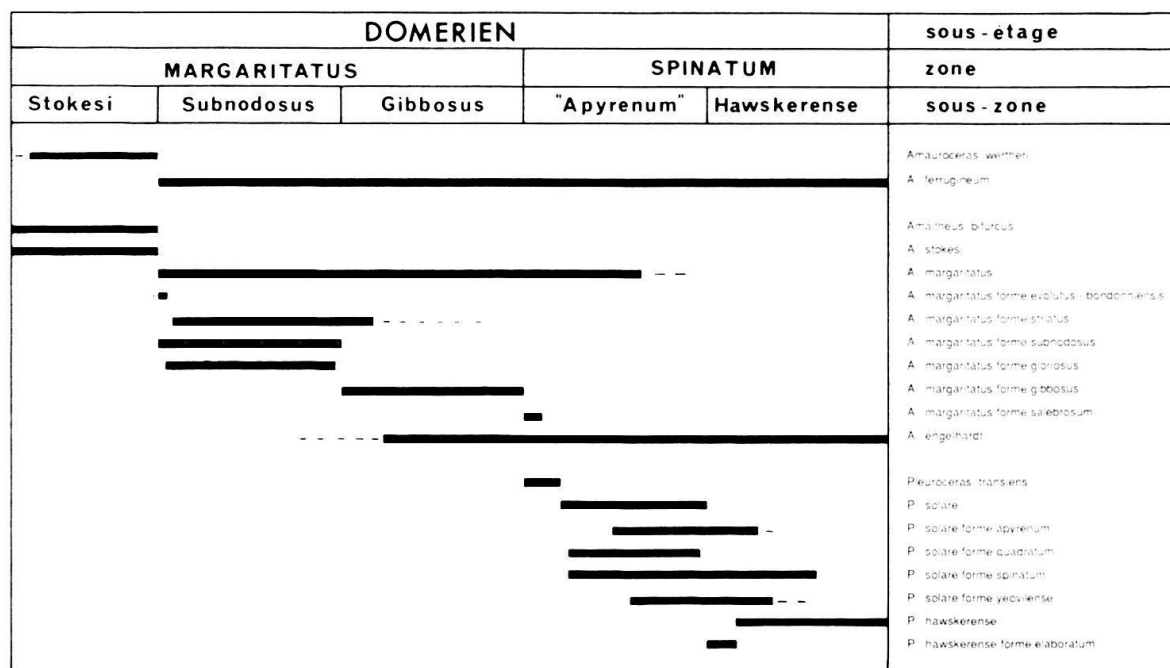 DOMERIEN sous-étage
MARGARITATUS SPINATUM zone
Stokesi Subnodosus Gibbosus "Apyrenum" Hawskerense sous-zone
Amauroceras wertheri
A ferrugineum
Amaltheus bifurcus
A stokesi
A margaritatus
A margaritatus forme evolutus -
A margaritatus forme striatus
A margaritatus forme subnodosus
A margaritatus forme gloriosus
A margaritatus forme gibbosus
A margaritatus forme salebrosum
A engelhardti
Pleuroceras transiens
P solare
P solare forme apyrenum
P solare forme quadratum
P solare forme spinatum
P solare forme yeovilense
P hawskerense
P hawskerense forme elaboratum